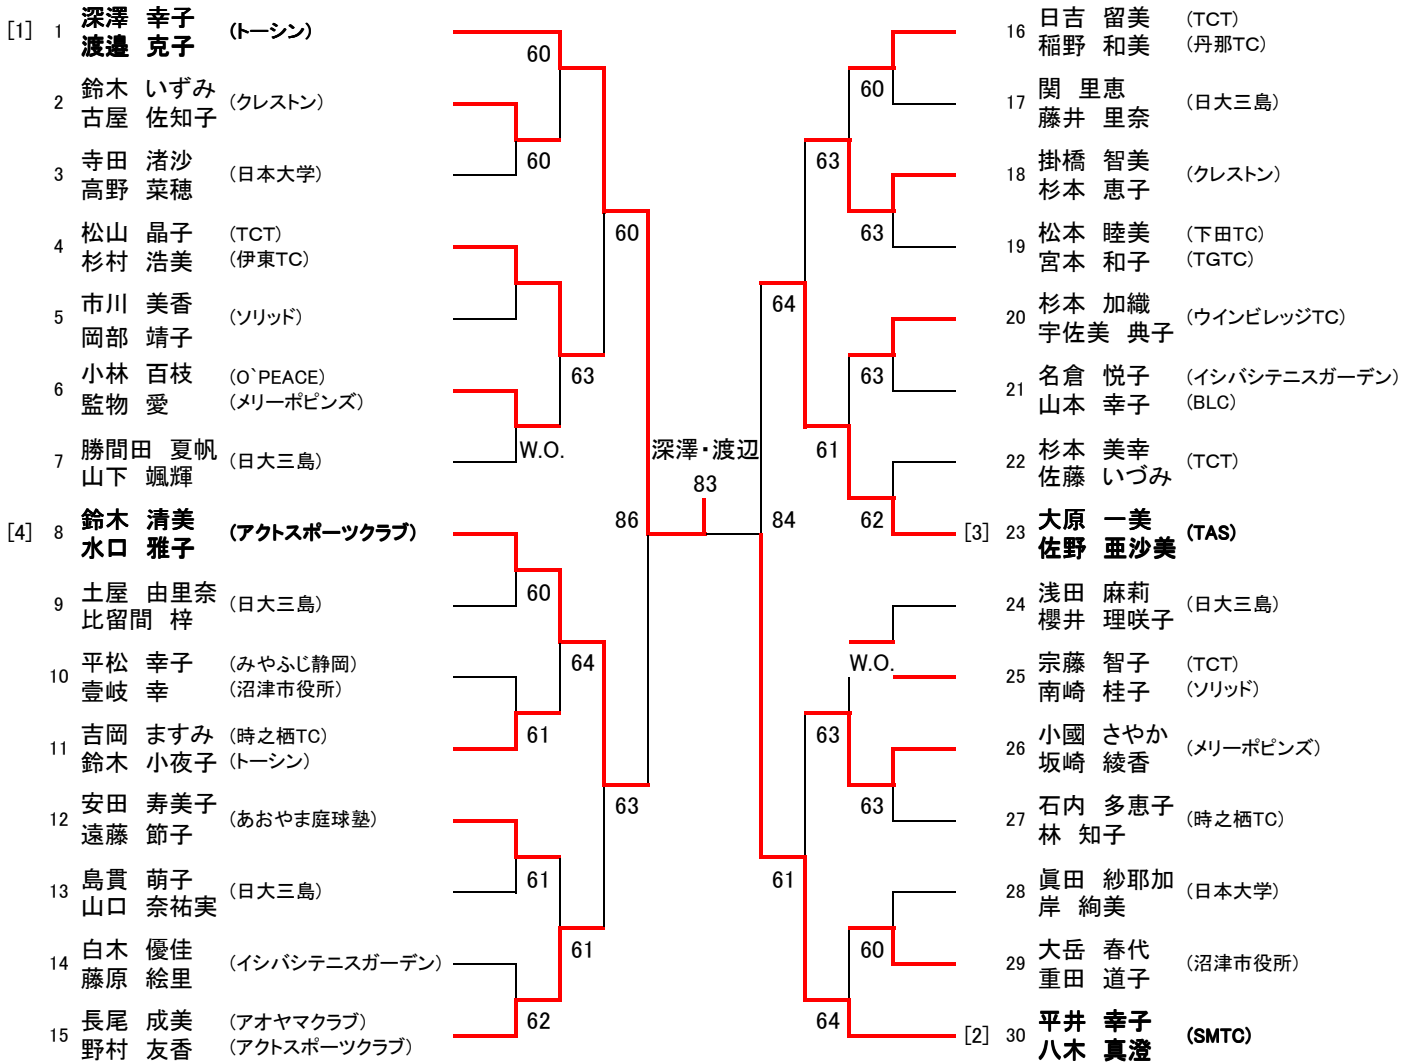 [1] 1 深澤 幸子 (トーシン)
渡邉 克子
60
2 鈴木 いずみ (クレストン)
古屋 佐知子
60
3 寺田 渚沙 (日本大学)
高野 菜穂
60
4 松山 晶子 (TCT)
杉村 浩美 (伊東TC)
5 市川 美香 (ソリッド)
岡部 靖子
63
6 小林 百枝 (O`PEACE)
監物 愛 (メリーポピンズ)
W.O.
7 勝間田 夏帆 (日大三島)
山下 颯輝
86
[4] 8 鈴木 清美 (アクトスポーツクラブ)
水口 雅子
60
9 土屋 由里奈 (日大三島)
比留間 梓
64
10 平松 幸子 (みやふじ静岡)
壹岐 幸 (沼津市役所)
61
11 吉岡 ますみ (時之栖TC)
鈴木 小夜子 (トーシン)
63
12 安田 寿美子 (あおやま庭球塾)
遠藤 節子
61
13 島貫 萌子 (日大三島)
山口 奈祐実
61
14 白木 優佳 (イシバシテニスガーデン)
藤原 絵里
62
15 長尾 成美 (アオヤマクラブ)
野村 友香 (アクトスポーツクラブ)
深澤・渡辺
83
16 日吉 留美 (TCT)
稲野 和美 (丹那TC)
60
17 関 里恵 (日大三島)
藤井 里奈
63
18 掛橋 智美 (クレストン)
杉本 恵子
63
19 松本 睦美 (下田TC)
宮本 和子 (TGTC)
64
20 杉本 加織 (ウインビレッジTC)
宇佐美 典子
63
21 名倉 悦子 (イシバシテニスガーデン)
山本 幸子 (BLC)
61
22 杉本 美幸 (TCT)
佐藤 いづみ
84
62
[3] 23 大原 一美 (TAS)
佐野 亜沙美
24 浅田 麻莉 (日大三島)
櫻井 理咲子
W.O.
25 宗藤 智子 (TCT)
南崎 桂子 (ソリッド)
63
26 小國 さやか (メリーポピンズ)
坂崎 綾香
63
27 石内 多恵子 (時之栖TC)
林 知子
61
28 眞田 紗耶加 (日本大学)
岸 絢美
60
29 大岳 春代 (沼津市役所)
重田 道子
64
[2] 30 平井 幸子 (SMTC)
八木 真澄